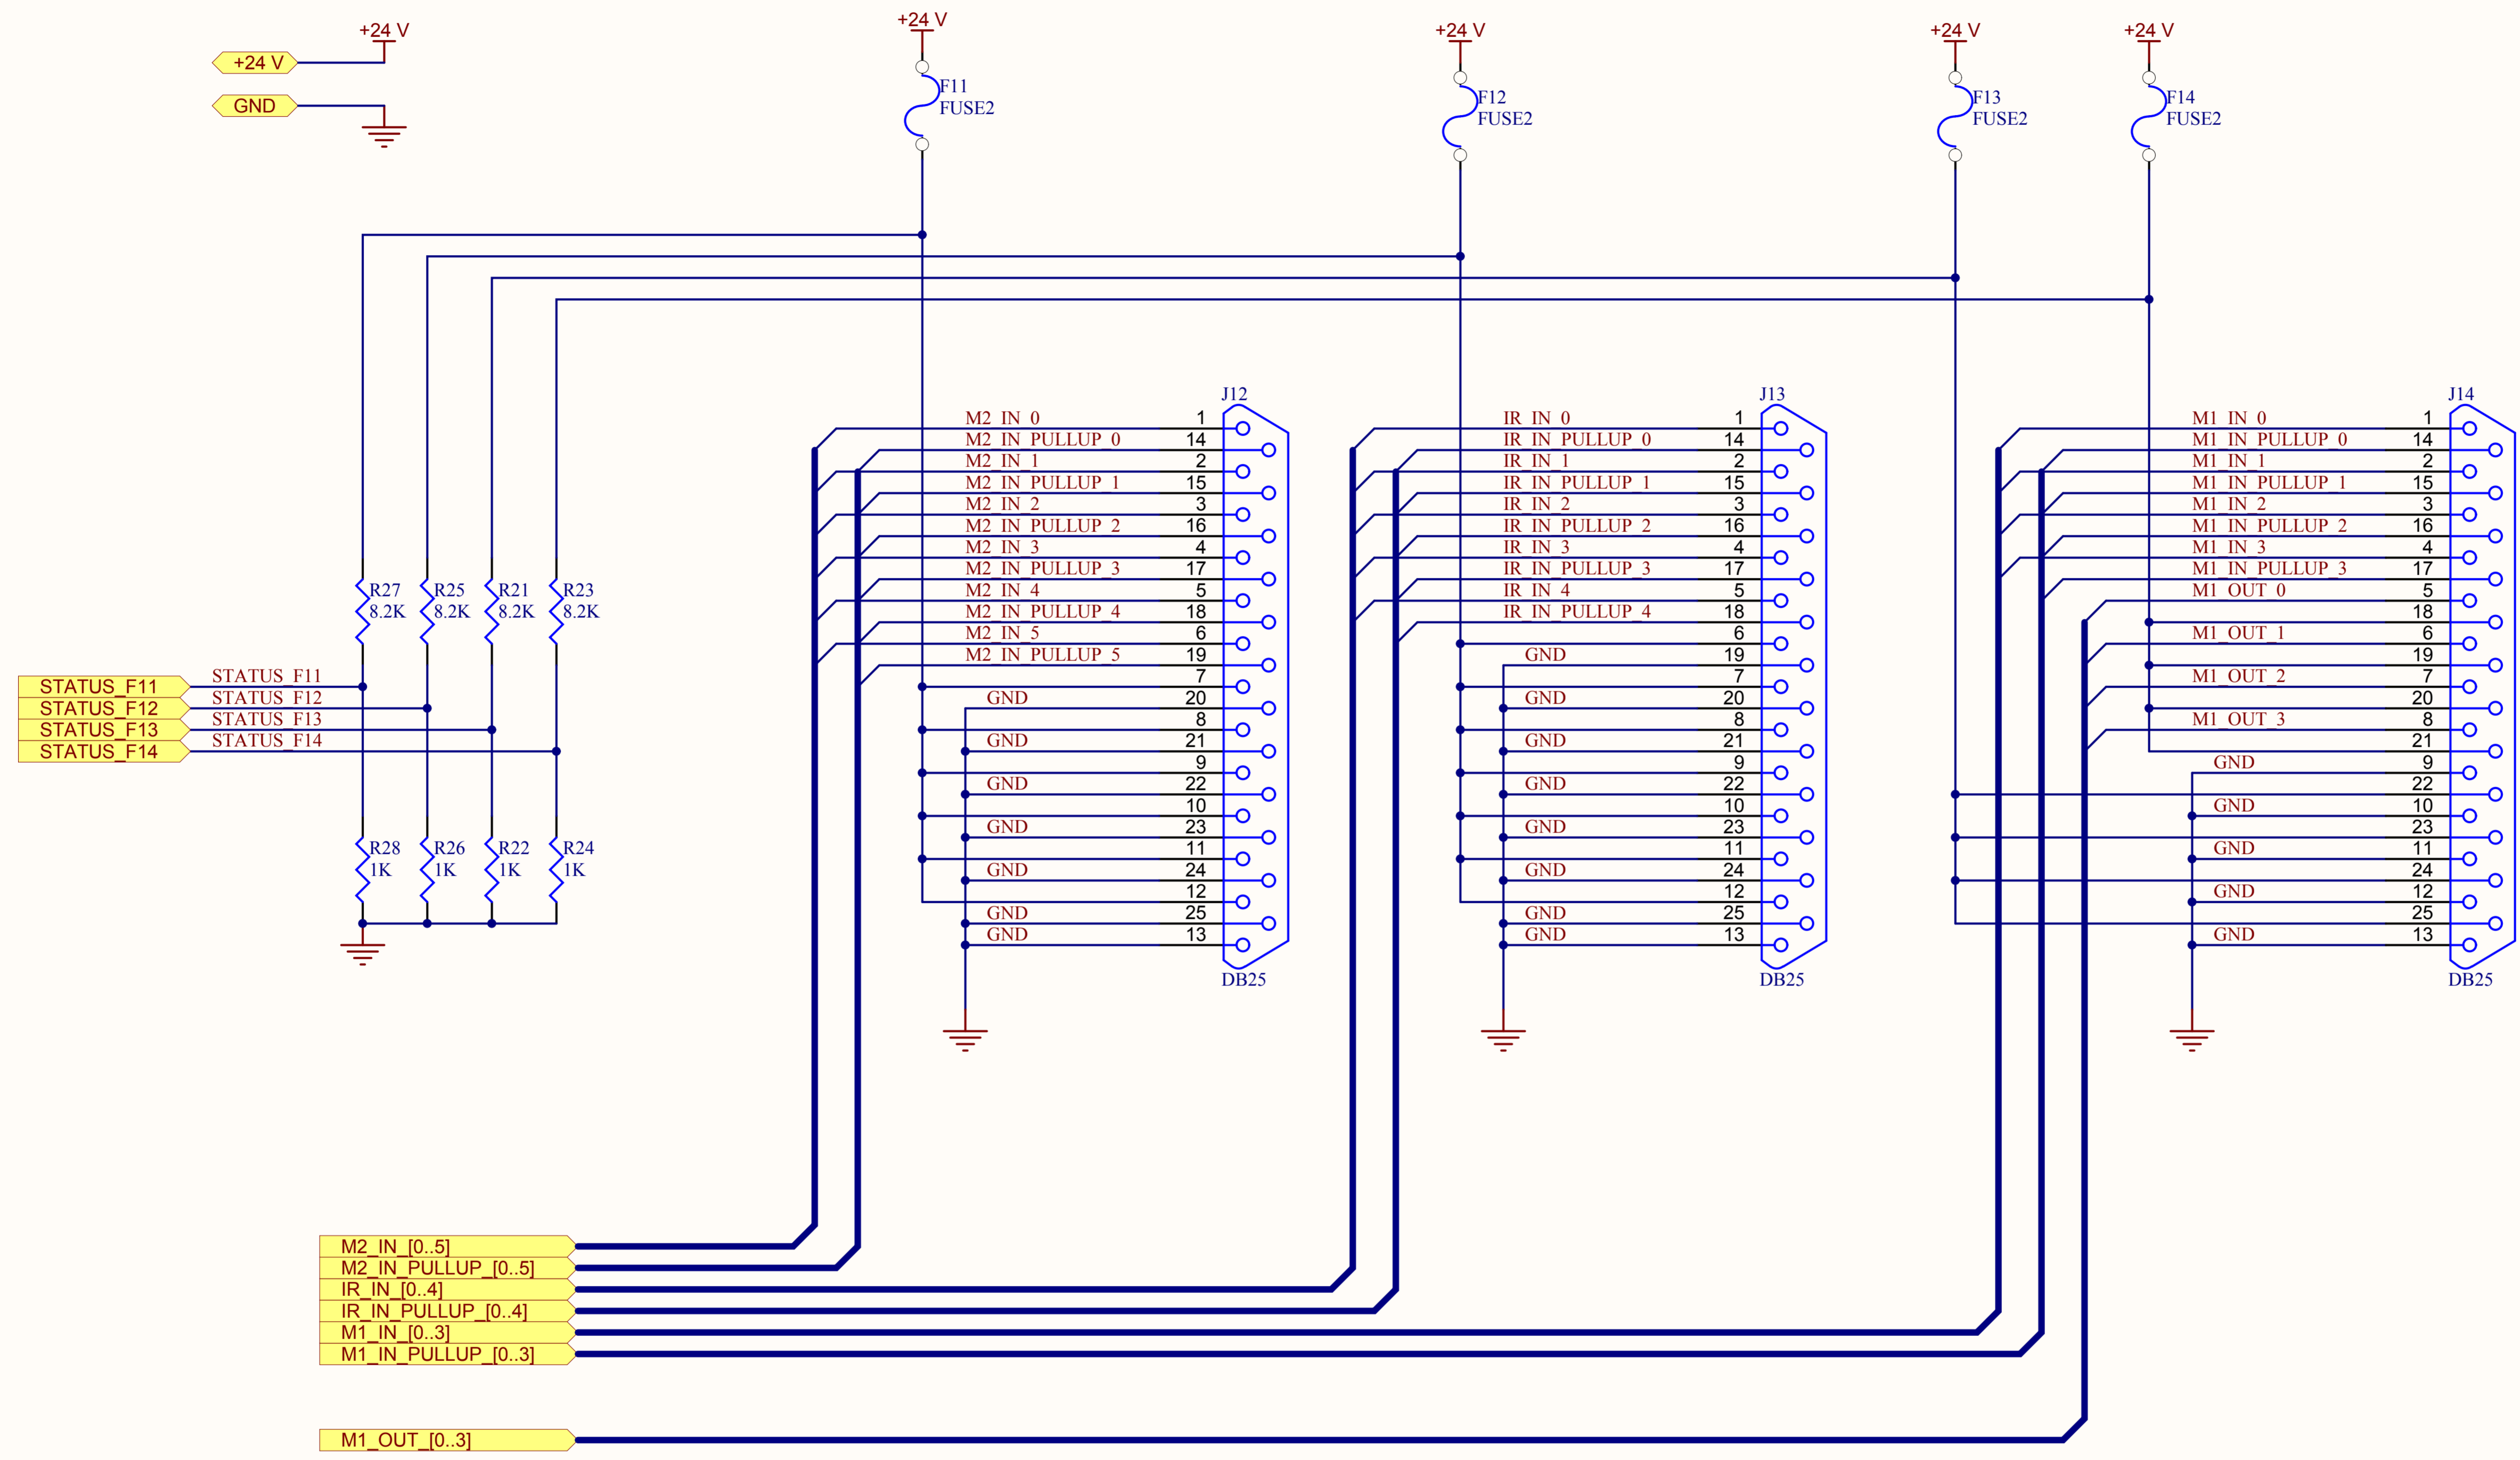 +24 V
+24 V
+24 V
+24 V
+24 V
+24 V
GND
F11
FUSE2
F12
FUSE2
F13
FUSE2
F14
FUSE2
R27
8.2K
R25
8.2K
R21
8.2K
R23
8.2K
STATUS_F11
STATUS_F11
STATUS_F12
STATUS_F12
STATUS_F13
STATUS_F13
STATUS_F14
STATUS_F14
R28
1K
R26
1K
R22
1K
R24
1K
J12
M2_IN_0 1
M2_IN_PULLUP_0 14
M2_IN_1 2
M2_IN_PULLUP_1 15
M2_IN_2 3
M2_IN_PULLUP_2 16
M2_IN_3 4
M2_IN_PULLUP_3 17
M2_IN_4 5
M2_IN_PULLUP_4 18
M2_IN_5 6
M2_IN_PULLUP_5 19
7
GND 20
8
GND 21
9
GND 22
10
GND 23
11
GND 24
12
GND 25
GND 13
DB25
J13
IR_IN_0 1
IR_IN_PULLUP_0 14
IR_IN_1 2
IR_IN_PULLUP_1 15
IR_IN_2 3
IR_IN_PULLUP_2 16
IR_IN_3 4
IR_IN_PULLUP_3 17
IR_IN_4 5
IR_IN_PULLUP_4 18
6
GND 19
7
GND 20
8
GND 21
9
GND 22
10
GND 23
11
GND 24
12
GND 25
GND 13
DB25
J14
M1_IN_0 1
M1_IN_PULLUP_0 14
M1_IN_1 2
M1_IN_PULLUP_1 15
M1_IN_2 3
M1_IN_PULLUP_2 16
M1_IN_3 4
M1_IN_PULLUP_3 17
M1_OUT_0 5
18
M1_OUT_1 6
19
M1_OUT_2 7
20
M1_OUT_3 8
21
GND 9
22
GND 10
23
GND 11
24
GND 12
25
GND 13
DB25
M2_IN_[0..5]
M2_IN_PULLUP_[0..5]
IR_IN_[0..4]
IR_IN_PULLUP_[0..4]
M1_IN_[0..3]
M1_IN_PULLUP_[0..3]
M1_OUT_[0..3]